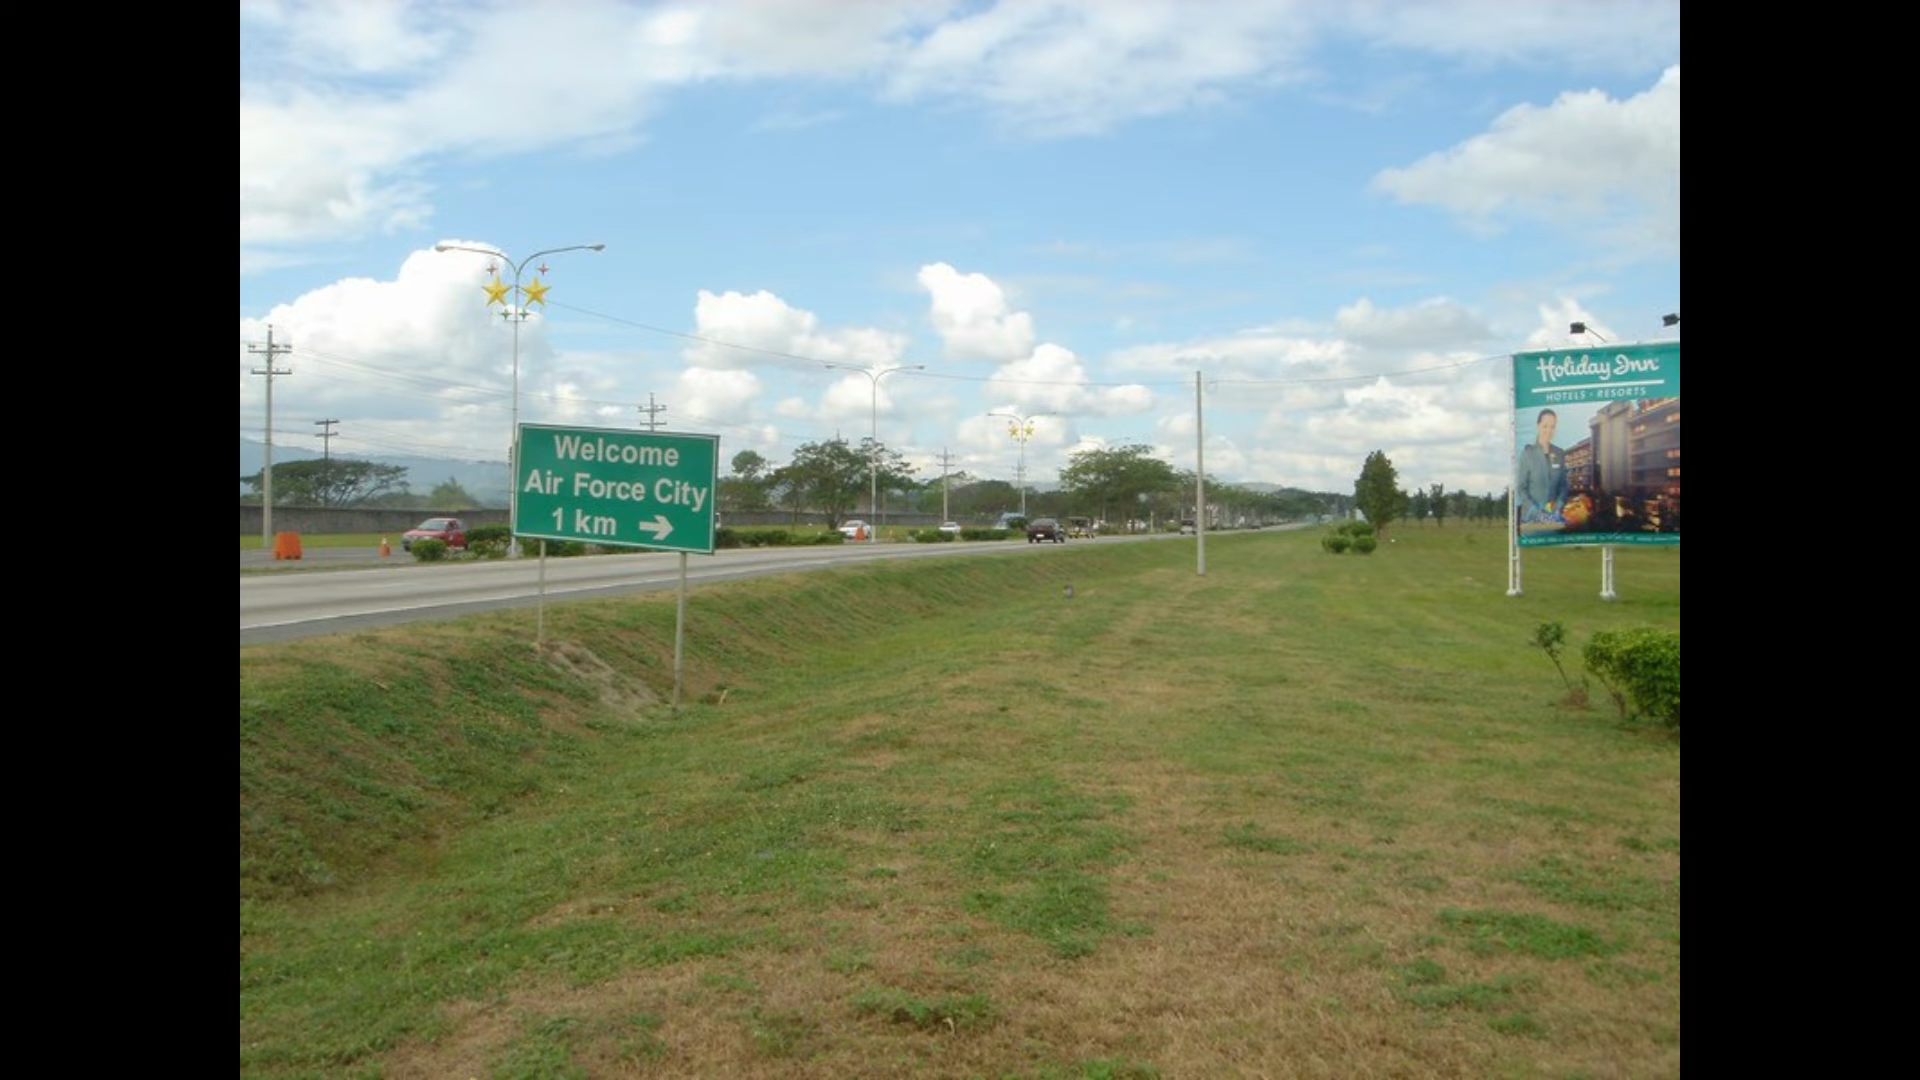 Welcome
Air Force City
1 km
Holiday Inn
HOTELS · RESORTS